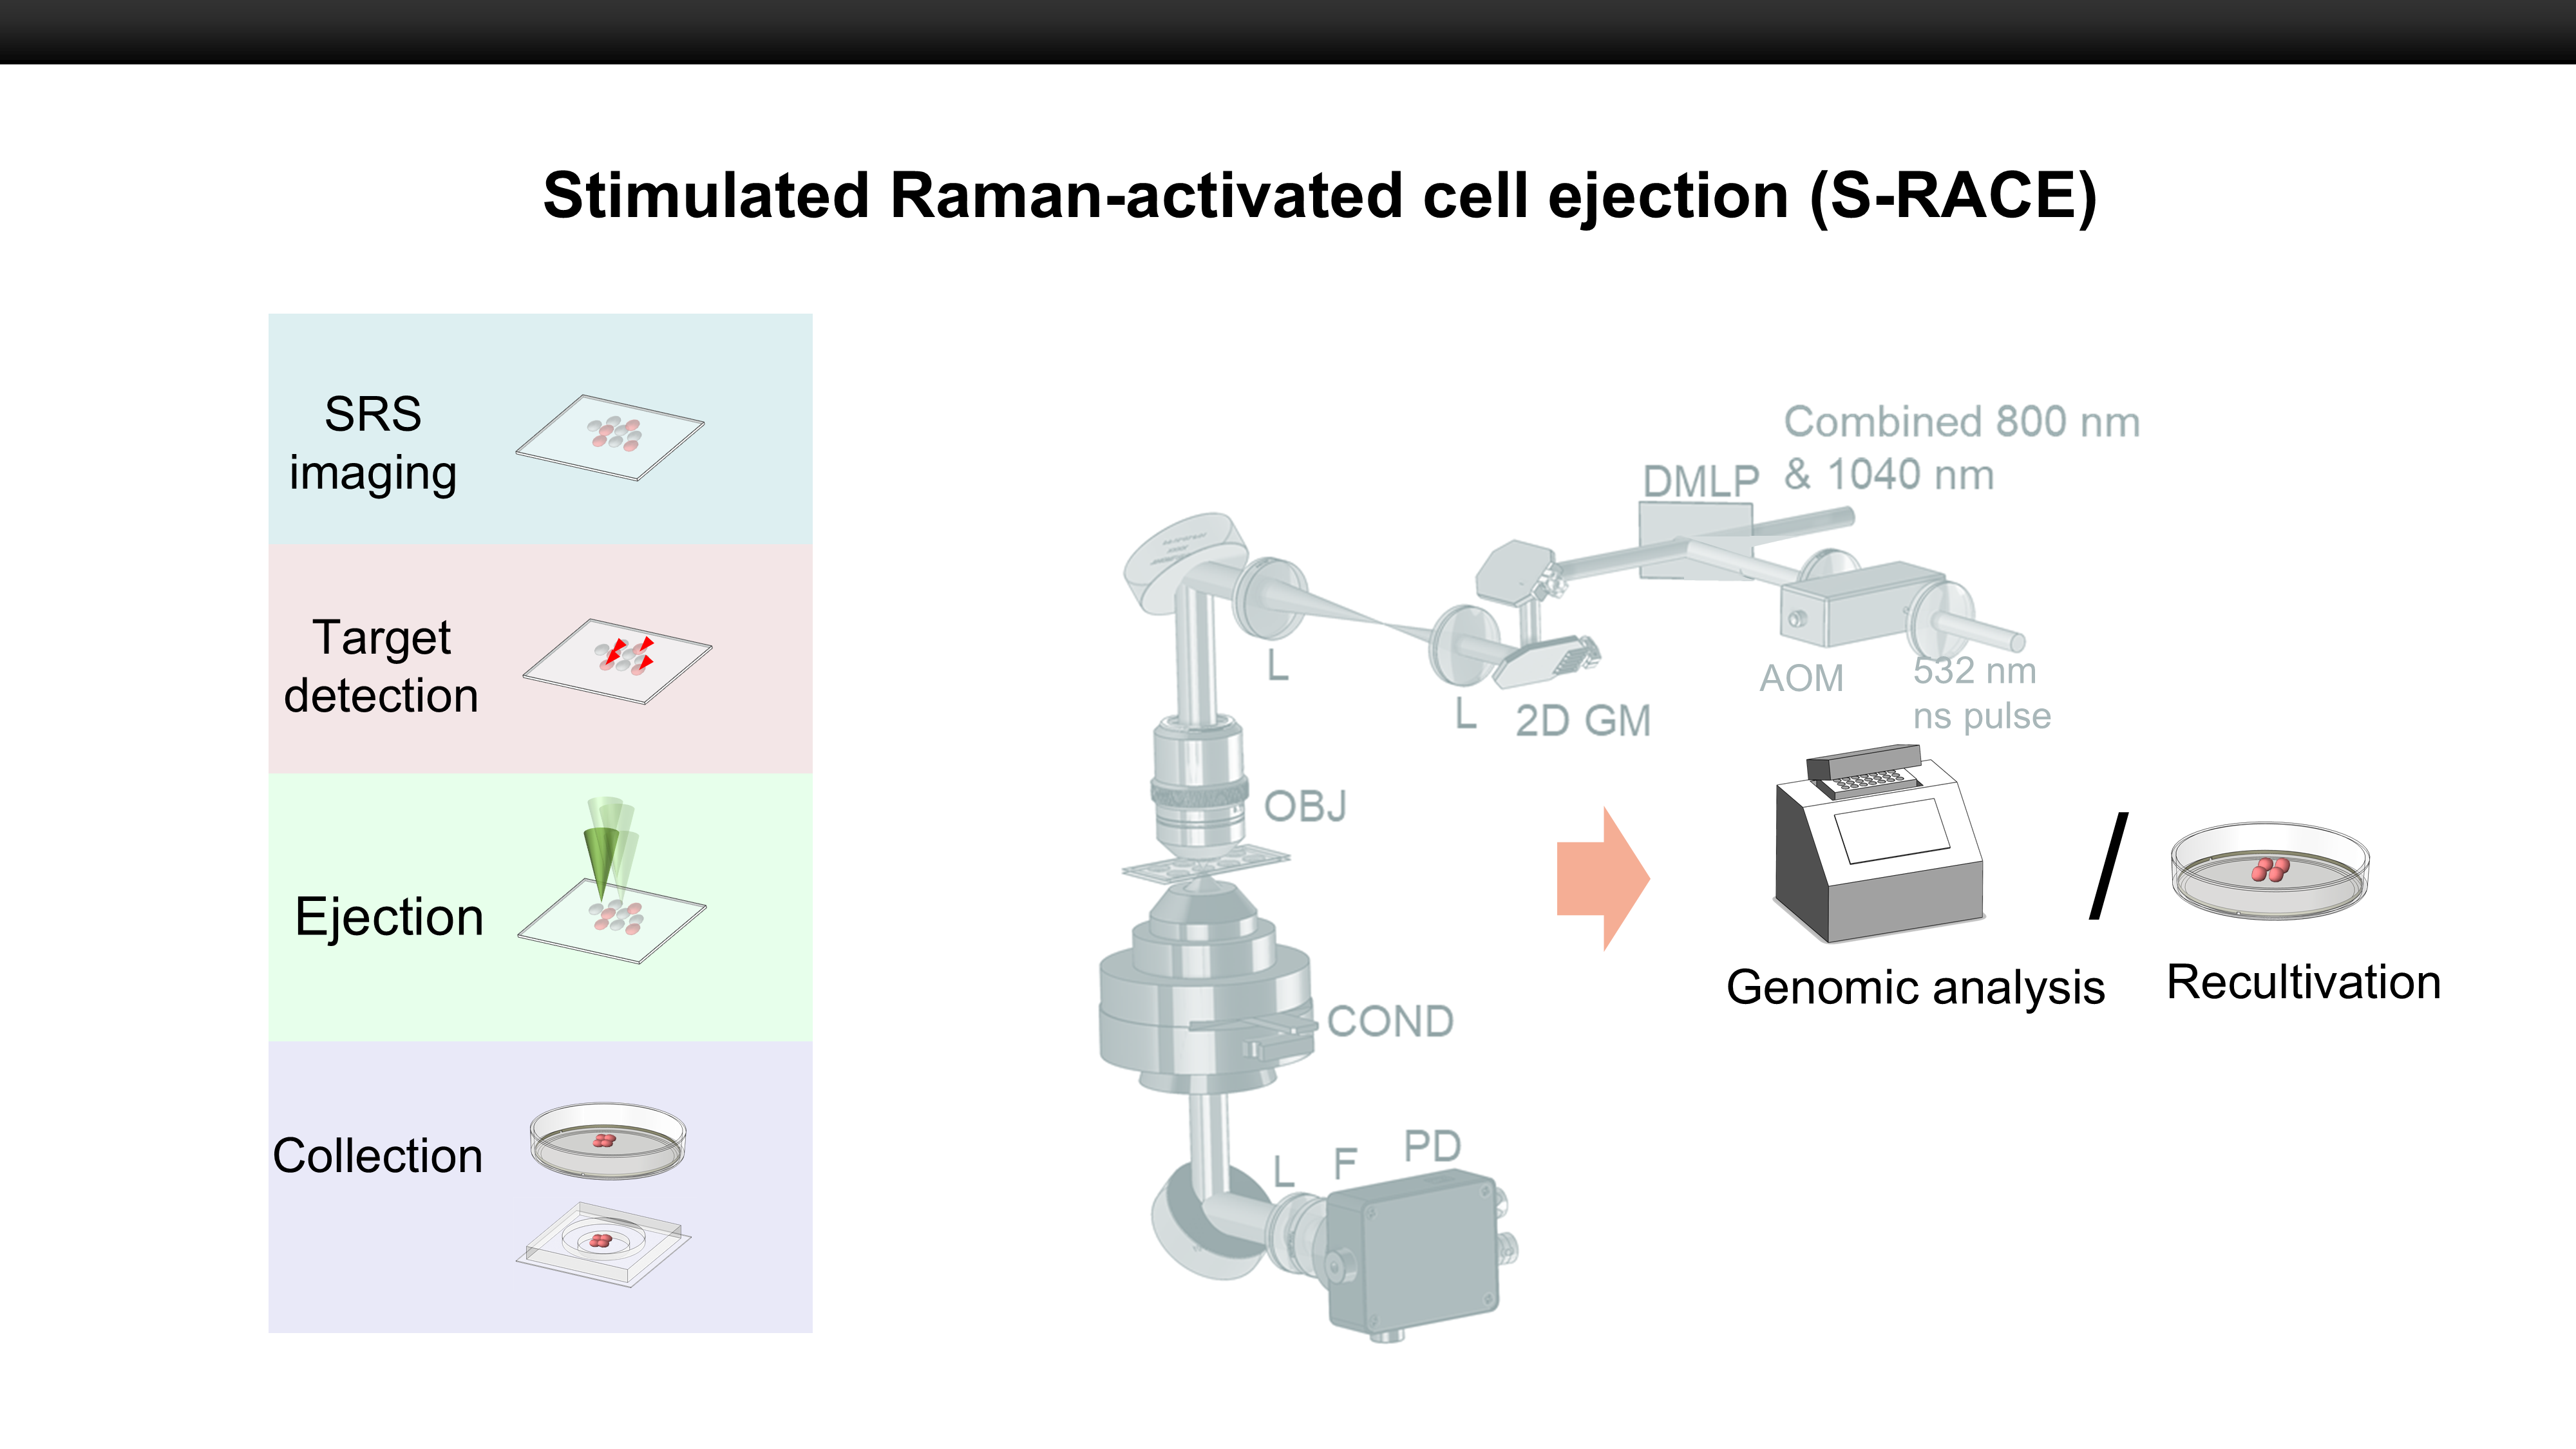 Stimulated Raman-activated cell ejection (S-RACE)
SRS
imaging
Target
detection
Ejection
Collection
Combined 800 nm
& 1040 nm
DMLP
L
L
2D GM
AOM
532 nm
ns pulse
OBJ
COND
L
F
PD
Genomic analysis
/
Recultivation